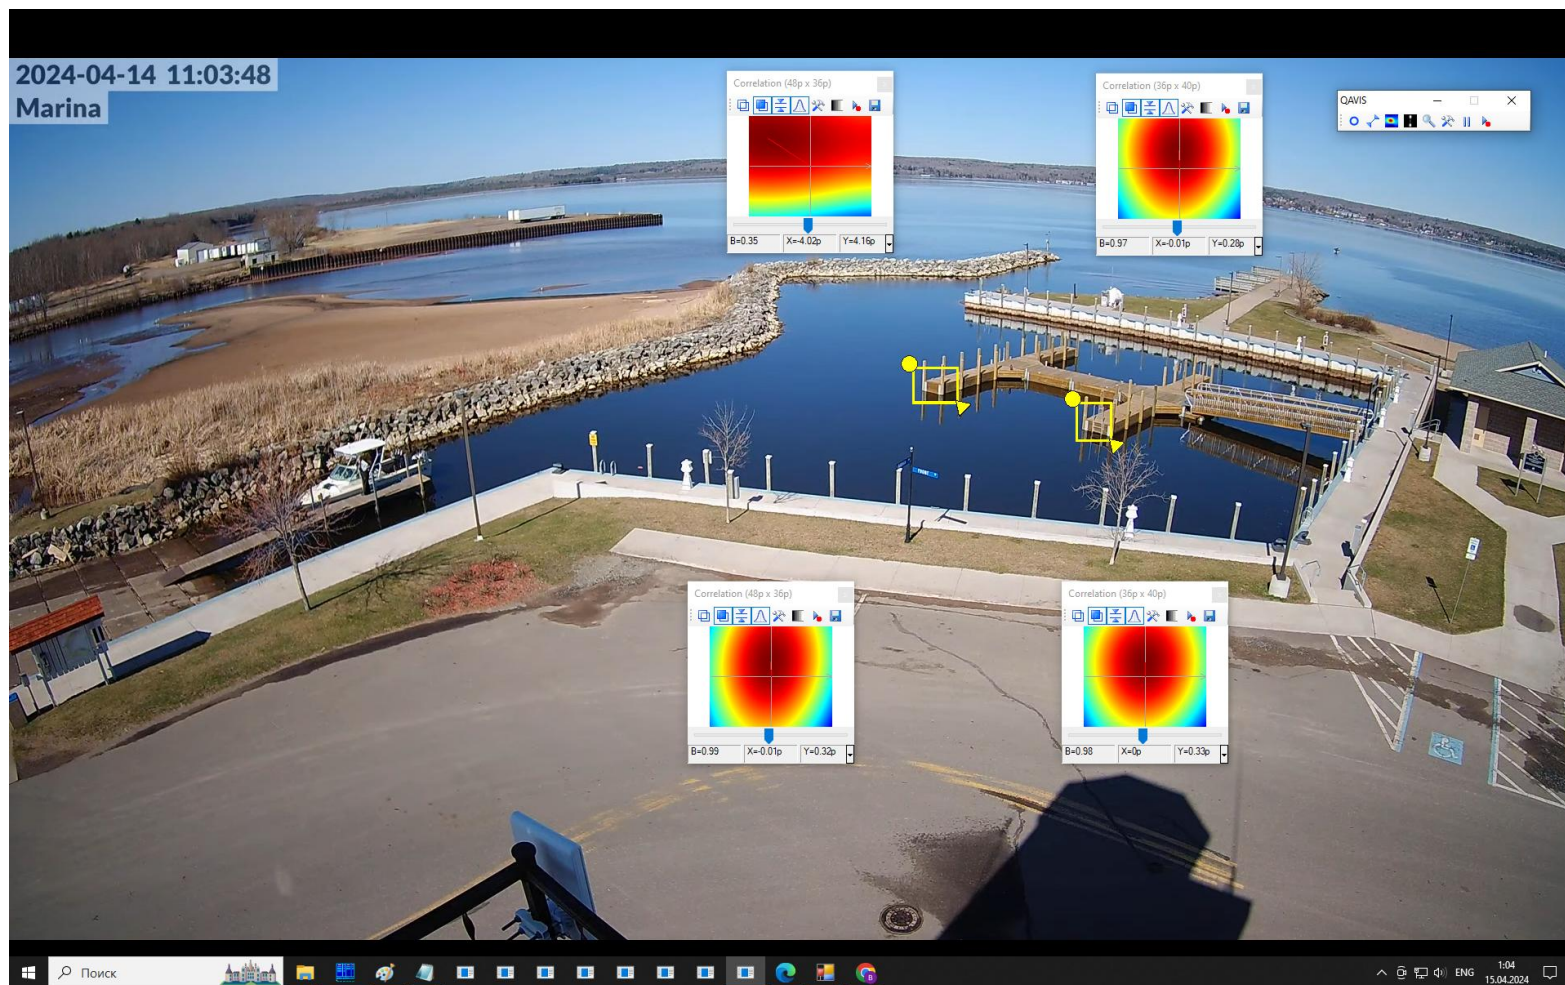 2024-04-14 11:03:48
Marina
Correlation (48p x 36p)
B=0.35 X=-4.02p Y=4.16p
Correlation (36p x 40p)
B=0.97 X=-0.01p Y=0.28p
QAVIS
Correlation (48p x 36p)
B=0.99 X=-0.01p Y=0.32p
Correlation (36p x 40p)
B=0.98 X=0p Y=0.33p
Поиск
ENG
1:04
15.04.2024